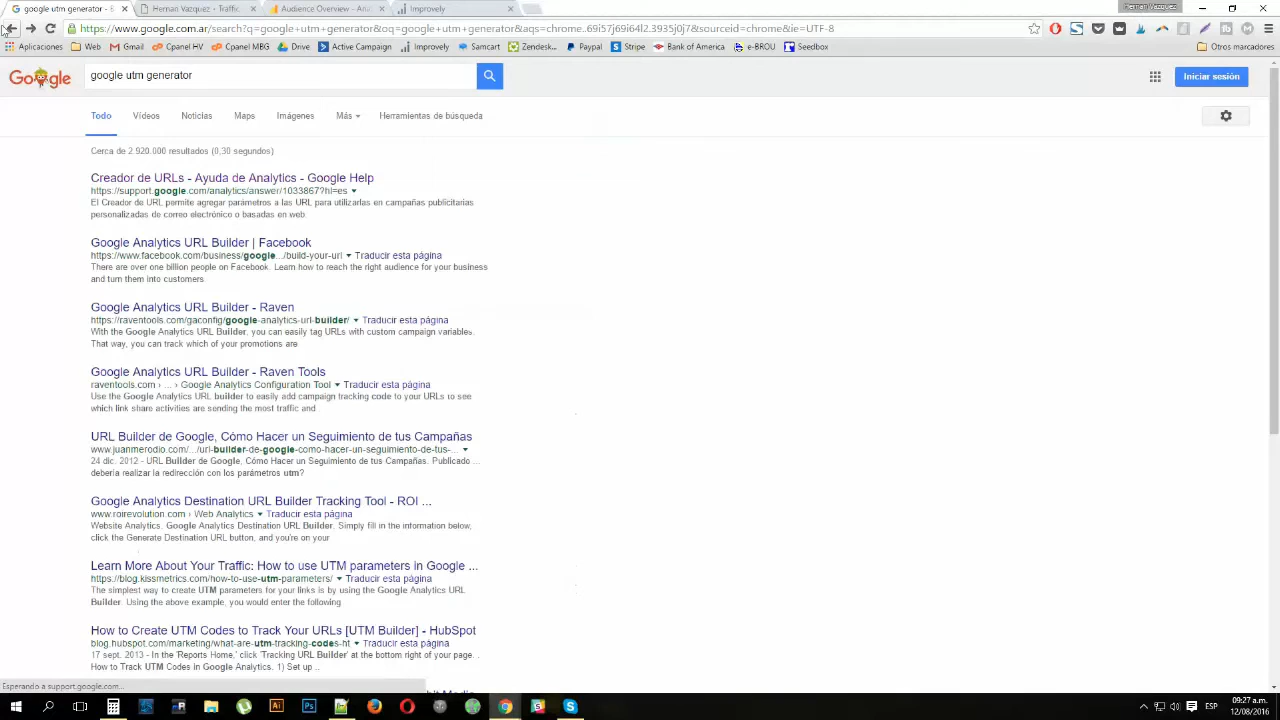 google utm generator - B
Hernan Vazquez - Traffic
Audience Overview - Anal
Improvely
Hernan Vazquez
https://www.google.com/search?q=google+utm+generator&oq=google+utm+generator&aqs=chrome..69i57j69i64l2.3935j0j7&sourceid=chrome&ie=UTF-8
Aplicaciones Web Gmail Cpanel HV Cpanel MBG Drive Active Campaign Improvely Samcart Zendesk... Paypal Stripe Bank of America e-BROU Seedbox Otros marcadores
Google
google utm generator
Iniciar sesión
Todo Vídeos Noticias Maps Imágenes Más Herramientas de búsqueda
Cerca de 2.920.000 resultados (0,30 segundos)
Creador de URLs - Ayuda de Analytics - Google Help
https://support.google.com/analytics/answer/1033867?hl=es
El Creador de URL permite agregar parámetros a las URL para utilizarlas en campañas publicitarias
personalizadas de correo electrónico o basadas en web.
Google Analytics URL Builder | Facebook
https://www.facebook.com/business/google.../build-your-url Traducir esta página
There are over one billion people on Facebook. Learn how to reach the right audience for your business
and turn them into customers.
Google Analytics URL Builder - Raven
https://raventools.com/gaconfig/google-analytics-url-builder/ Traducir esta página
With the Google Analytics URL Builder, you can easily tag URLs with custom campaign variables.
That way, you can track which of your promotions are
Google Analytics URL Builder - Raven Tools
raventools.com › ... › Google Analytics Configuration Tool Traducir esta página
Use the Google Analytics URL builder to easily add campaign tracking code to your URLs to see
which link share activities are sending the most traffic and
URL Builder de Google, Cómo Hacer un Seguimiento de tus Campañas
www.juanmerodio.com/.../url-builder-de-google-como-hacer-un-seguimiento-de-tus-...
24 dic. 2012 - URL Builder de Google, Cómo Hacer un Seguimiento de tus Campañas. Publicado ...
debería realizar la redirección con los parámetros utm?
Google Analytics Destination URL Builder Tracking Tool - ROI ...
www.roirevolution.com › Web Analytics Traducir esta página
Website Analytics. Google Analytics Destination URL Builder. Simply fill in the information below,
click the Generate Destination URL button, and you're on your
Learn More About Your Traffic: How to use UTM parameters in Google ...
https://blog.kissmetrics.com/how-to-use-utm-parameters/ Traducir esta página
The simplest way to create UTM parameters for your links is by using the Google Analytics URL
Builder. Using the above example, you would enter the following
How to Create UTM Codes to Track Your URLs [UTM Builder] - HubSpot
blog.hubspot.com/marketing/what-are-utm-tracking-codes-ht Traducir esta página
17 sept. 2013 - In the 'Reports Home,' click 'Tracking URL Builder' at the bottom right of your page. .
How to Track UTM Codes in Google Analytics. 1) Set up ...
Esperando a support.google.com...
ESP
09:27 a.m.
12/08/2016